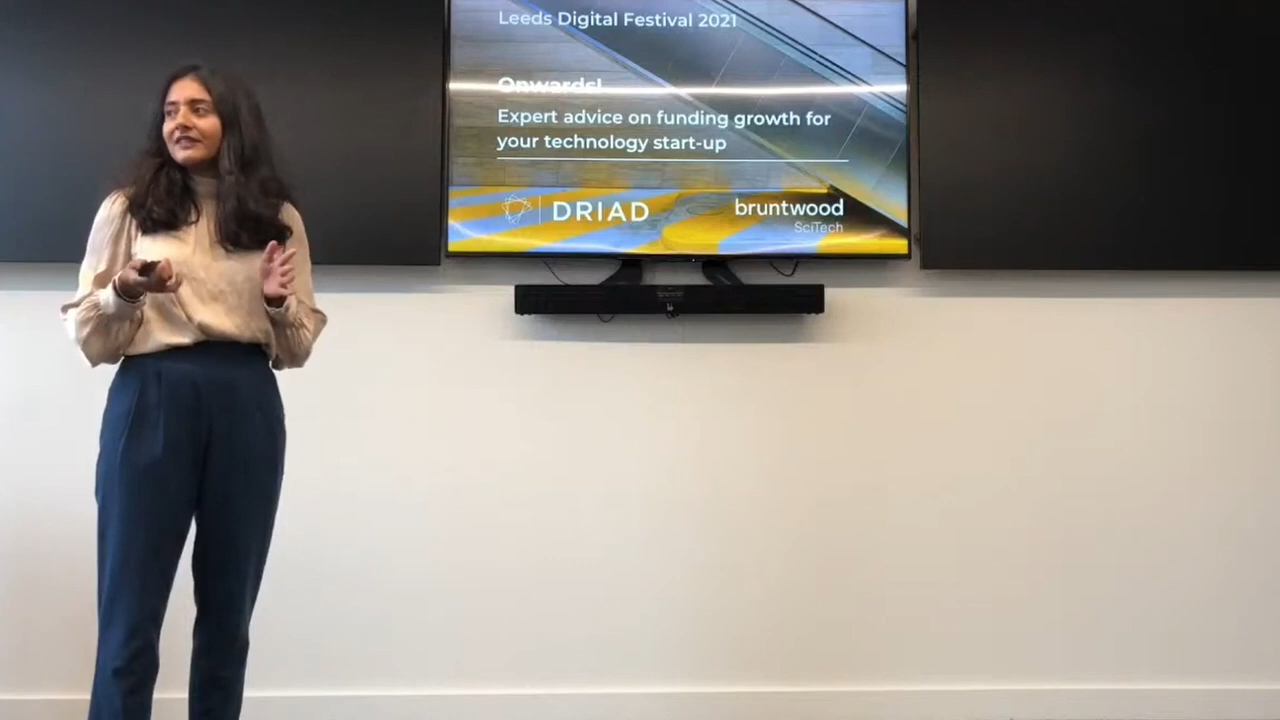 Leeds Digital Festival 2021
Onwards!
Expert advice on funding growth for
your technology start-up
DRIAD
bruntwood
SciTech